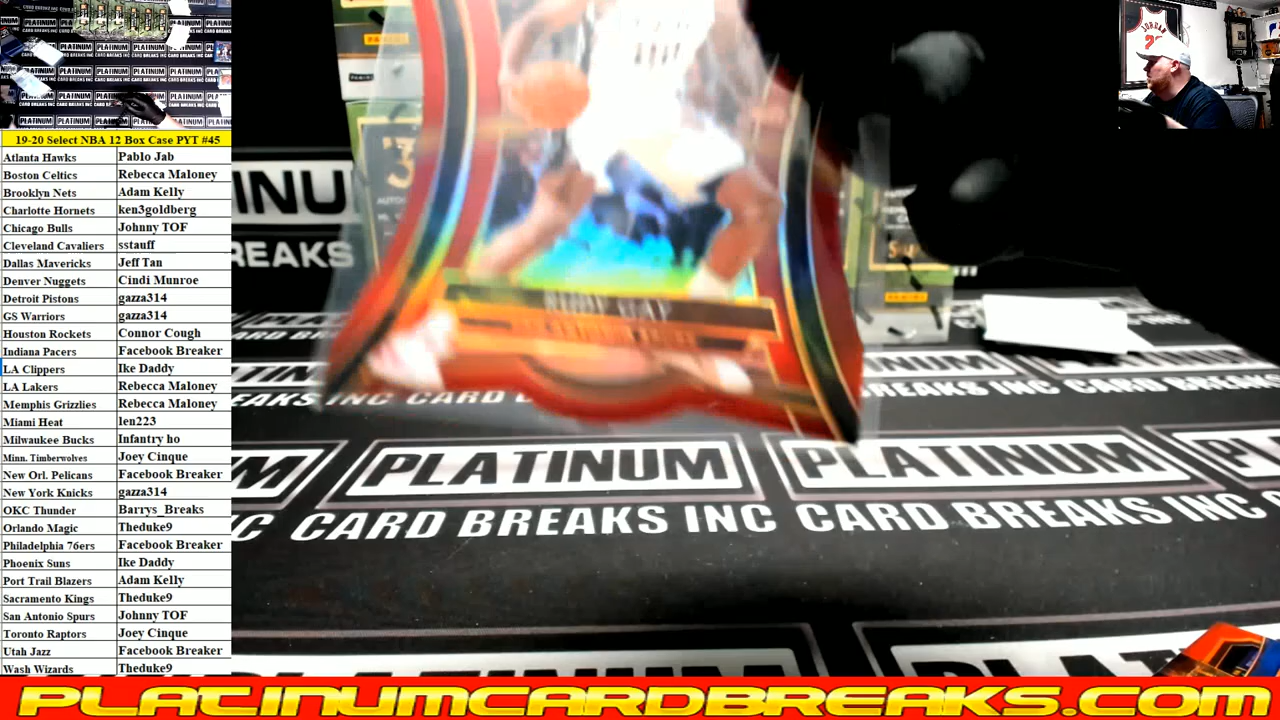 19-20 Select NBA 12 Box Case PYT #45
Atlanta Hawks Pablo Jab
Boston Celtics Rebecca Maloney
Brooklyn Nets Adam Kelly
Charlotte Hornets ken3goldberg
Chicago Bulls Johnny TOF
Cleveland Cavaliers sstauff
Dallas Mavericks Jeff Tan
Denver Nuggets Cindi Munroe
Detroit Pistons gazza314
GS Warriors gazza314
Houston Rockets Connor Cough
Indiana Pacers Facebook Breaker
LA Clippers Ike Daddy
LA Lakers Rebecca Maloney
Memphis Grizzlies Rebecca Maloney
Miami Heat len223
Milwaukee Bucks Infantry ho
Minn. Timberwolves Joey Cinque
New Orl. Pelicans Facebook Breaker
New York Knicks gazza314
OKC Thunder Barrys_Breaks
Orlando Magic Theduke9
Philadelphia 76ers Facebook Breaker
Phoenix Suns Ike Daddy
Port Trail Blazers Adam Kelly
Sacramento Kings Theduke9
San Antonio Spurs Johnny TOF
Toronto Raptors Joey Cinque
Utah Jazz Facebook Breaker
Wash Wizards Theduke9
JORDAN
PLATINUM PLATINUM
CARD BREAKS INC CARD BREAKS INC
PLATINUMCARDBREAKS.COM